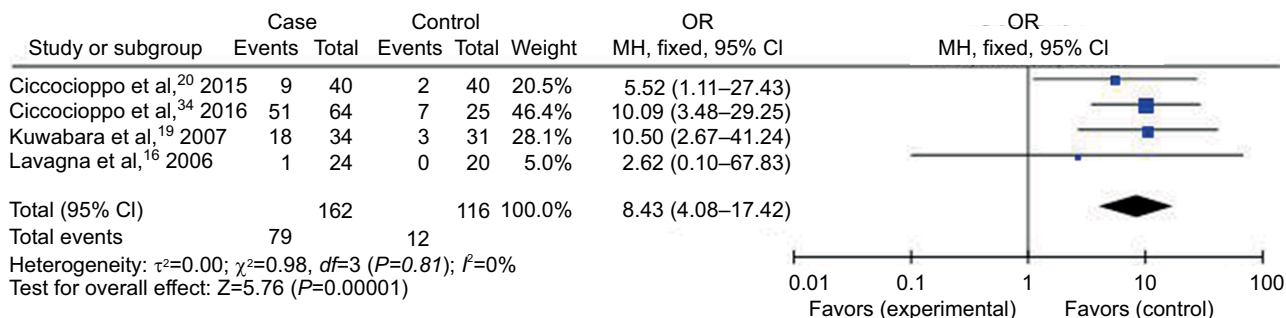 Case Control OR OR
Study or subgroup Events Total Events Total Weight MH, fixed, 95% CI MH, fixed, 95% CI
Ciccocioppo et al,²⁰ 2015 9 40 2 40 20.5% 5.52 (1.11–27.43)
Ciccocioppo et al,³⁴ 2016 51 64 7 25 46.4% 10.09 (3.48–29.25)
Kuwabara et al,¹⁹ 2007 18 34 3 31 28.1% 10.50 (2.67–41.24)
Lavagna et al,¹⁶ 2006 1 24 0 20 5.0% 2.62 (0.10–67.83)
Total (95% CI) 162 116 100.0% 8.43 (4.08–17.42)
Total events 79 12
Heterogeneity: τ²=0.00; χ²=0.98, df=3 (P=0.81); I²=0%
Test for overall effect: Z=5.76 (P=0.00001)
0.01 0.1 1 10 100
Favors (experimental) Favors (control)